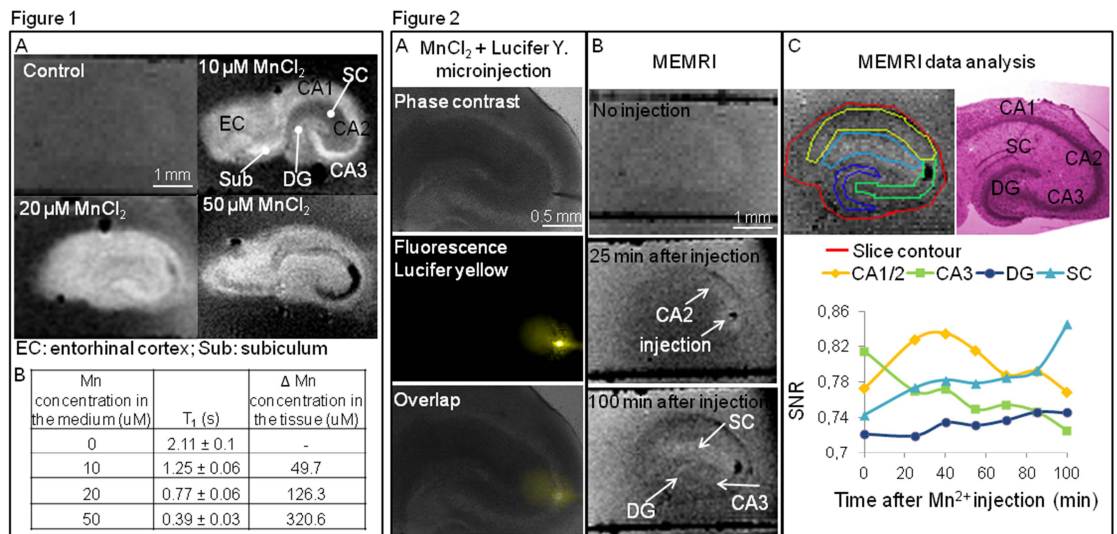 Figure 1
A
Control
10 µM MnCl2
SC
CA1
EC
CA2
CA3
Sub
DG
1 mm
20 µM MnCl2
50 µM MnCl2
EC: entorhinal cortex; Sub: subiculum
B
Mn concentration in the medium (uM)
T1 (s)
Δ Mn concentration in the tissue (uM)
0
2.11 ± 0.1
-
10
1.25 ± 0.06
49.7
20
0.77 ± 0.06
126.3
50
0.39 ± 0.03
320.6
Figure 2
A
MnCl2 + Lucifer Y.
microinjection
Phase contrast
0.5 mm
Fluorescence
Lucifer yellow
Overlap
B
MEMRI
No injection
1 mm
25 min after injection
CA2
injection
100 min after injection
SC
DG
CA3
C
MEMRI data analysis
CA1
SC
CA2
DG
CA3
Slice contour
CA1/2
CA3
DG
SC
0,86
0,82
0,78
0,74
0,7
SNR
0
20
40
60
80
100
Time after Mn2+ injection (min)